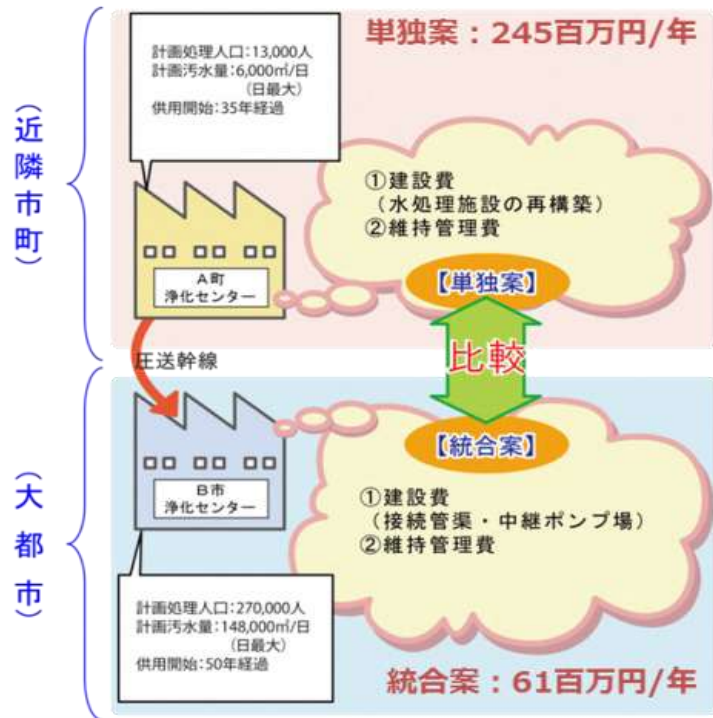 単独案：245百万円/年
計画処理人口：13,000人
計画汚水量：6,000㎥/日
（日最大）
供用開始：35年経過
（近隣市町）
①建設費
（水処理施設の再構築）
②維持管理費
【単独案】
A町
浄化センター
圧送幹線
比較
（大都市）
【統合案】
B市
浄化センター
①建設費
（接続管渠・中継ポンプ場）
②維持管理費
計画処理人口：270,000人
計画汚水量：148,000㎥/日
（日最大）
供用開始：50年経過
統合案：61百万円/年